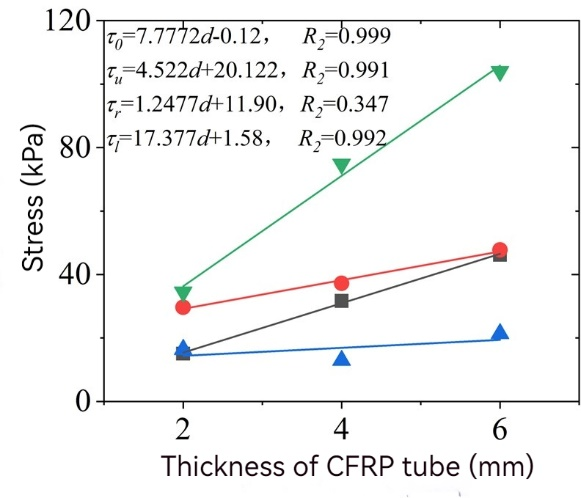 120
τ0=7.7772d-0.12, R2=0.999
τu=4.522d+20.122, R2=0.991
τr=1.2477d+11.90, R2=0.347
τl=17.377d+1.58, R2=0.992
80
40
0
Stress (kPa)
2 4 6
Thickness of CFRP tube (mm)